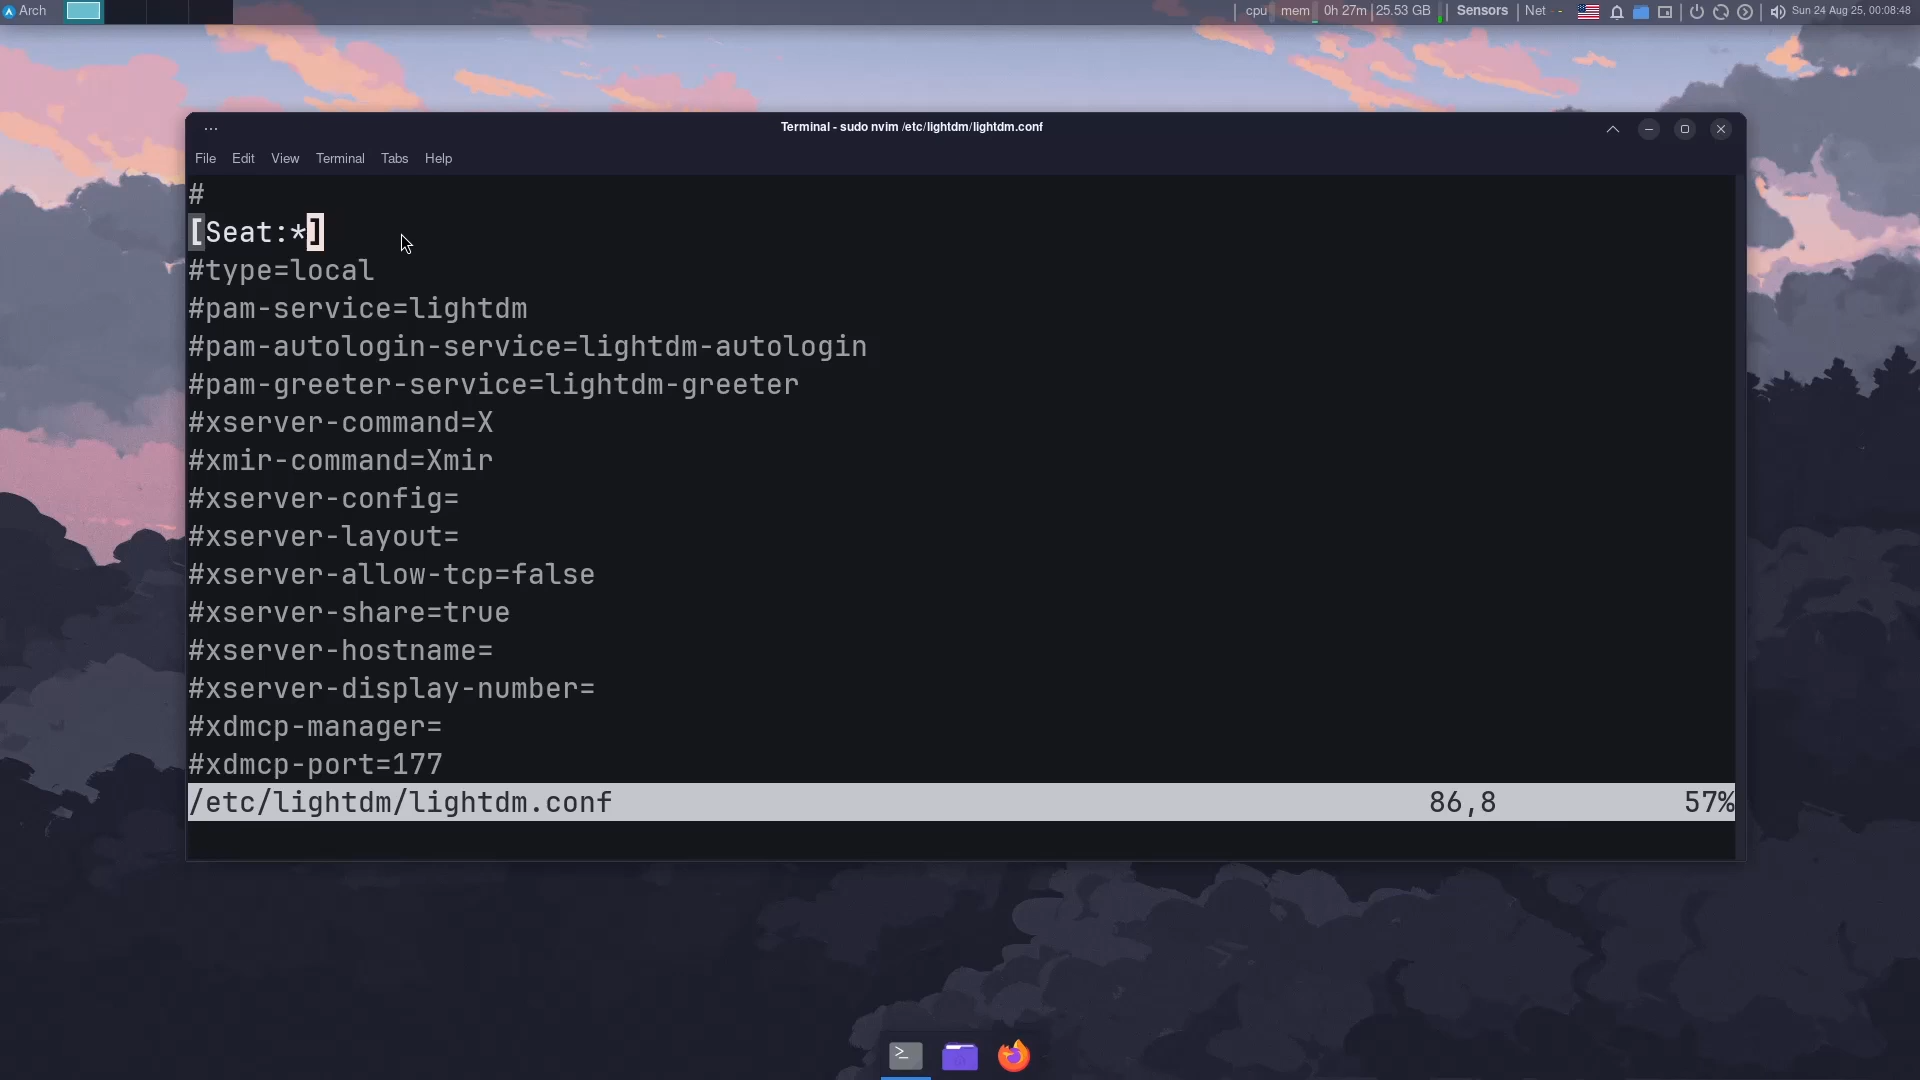 Arch
cpu mem 0h 27m 25.53 GB Sensors Net - - Sun 24 Aug 25, 00:08:48
Terminal - sudo nvim /etc/lightdm/lightdm.conf
File Edit View Terminal Tabs Help
#
[Seat:*]
#type=local
#pam-service=lightdm
#pam-autologin-service=lightdm-autologin
#pam-greeter-service=lightdm-greeter
#xserver-command=X
#xmir-command=Xmir
#xserver-config=
#xserver-layout=
#xserver-allow-tcp=false
#xserver-share=true
#xserver-hostname=
#xserver-display-number=
#xdmcp-manager=
#xdmcp-port=177
/etc/lightdm/lightdm.conf 86,8 57%